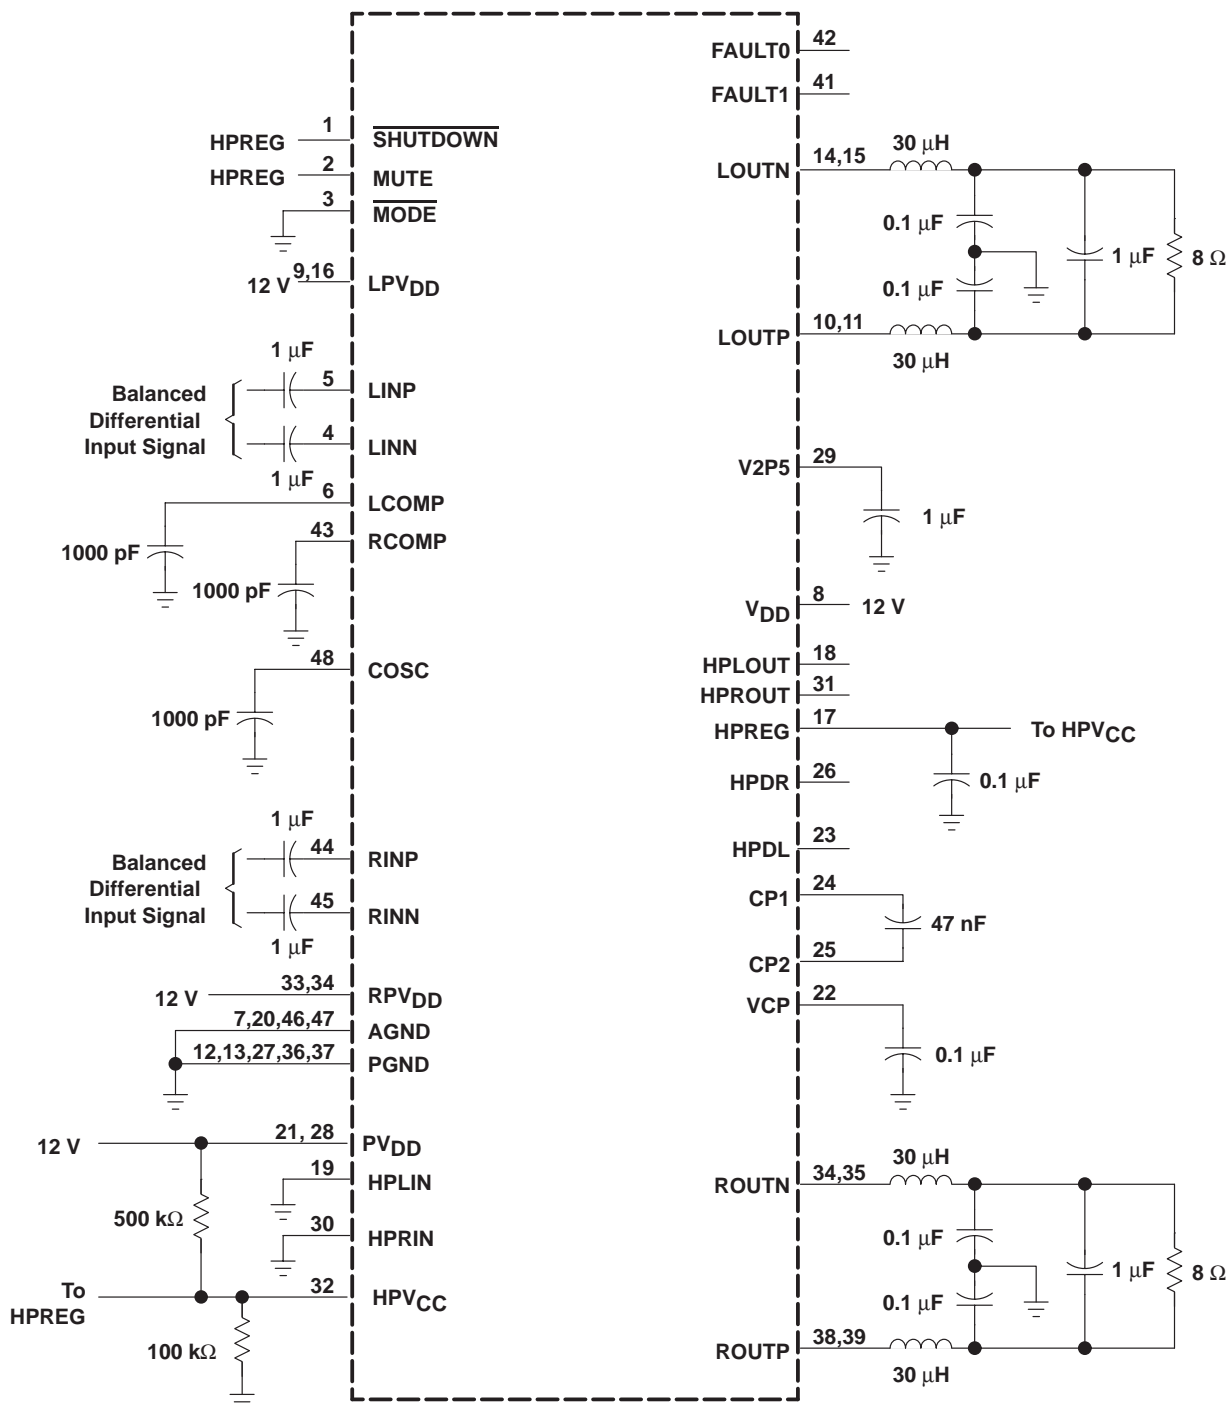 FAULT0 42
FAULT1 41
HPREG 1 SHUTDOWN
HPREG 2 MUTE
3 MODE
12 V 9,16 LPVDD
1 μF
Balanced
Differential
Input Signal
5 LINP
4 LINN
1 μF
6 LCOMP
1000 pF
43 RCOMP
1000 pF
48 COSC
1000 pF
1 μF
Balanced
Differential
Input Signal
44 RINP
45 RINN
1 μF
12 V 33,34 RPVDD
7,20,46,47 AGND
12,13,27,36,37 PGND
12 V 21, 28 PVDD
19 HPLIN
500 kΩ
30 HPRIN
To
HPREG
32 HPVCC
100 kΩ
LOUTN 14,15 30 μH
0.1 μF
0.1 μF
1 μF
8 Ω
LOUTP 10,11
30 μH
V2P5 29
1 μF
VDD 8 12 V
HPLOUT 18
HPROUT 31
HPREG 17 To HPVCC
0.1 μF
HPDR 26
HPDL 23
CP1 24
47 nF
CP2 25
VCP 22
0.1 μF
ROUTN 34,35 30 μH
0.1 μF
0.1 μF
1 μF
8 Ω
ROUTP 38,39
30 μH